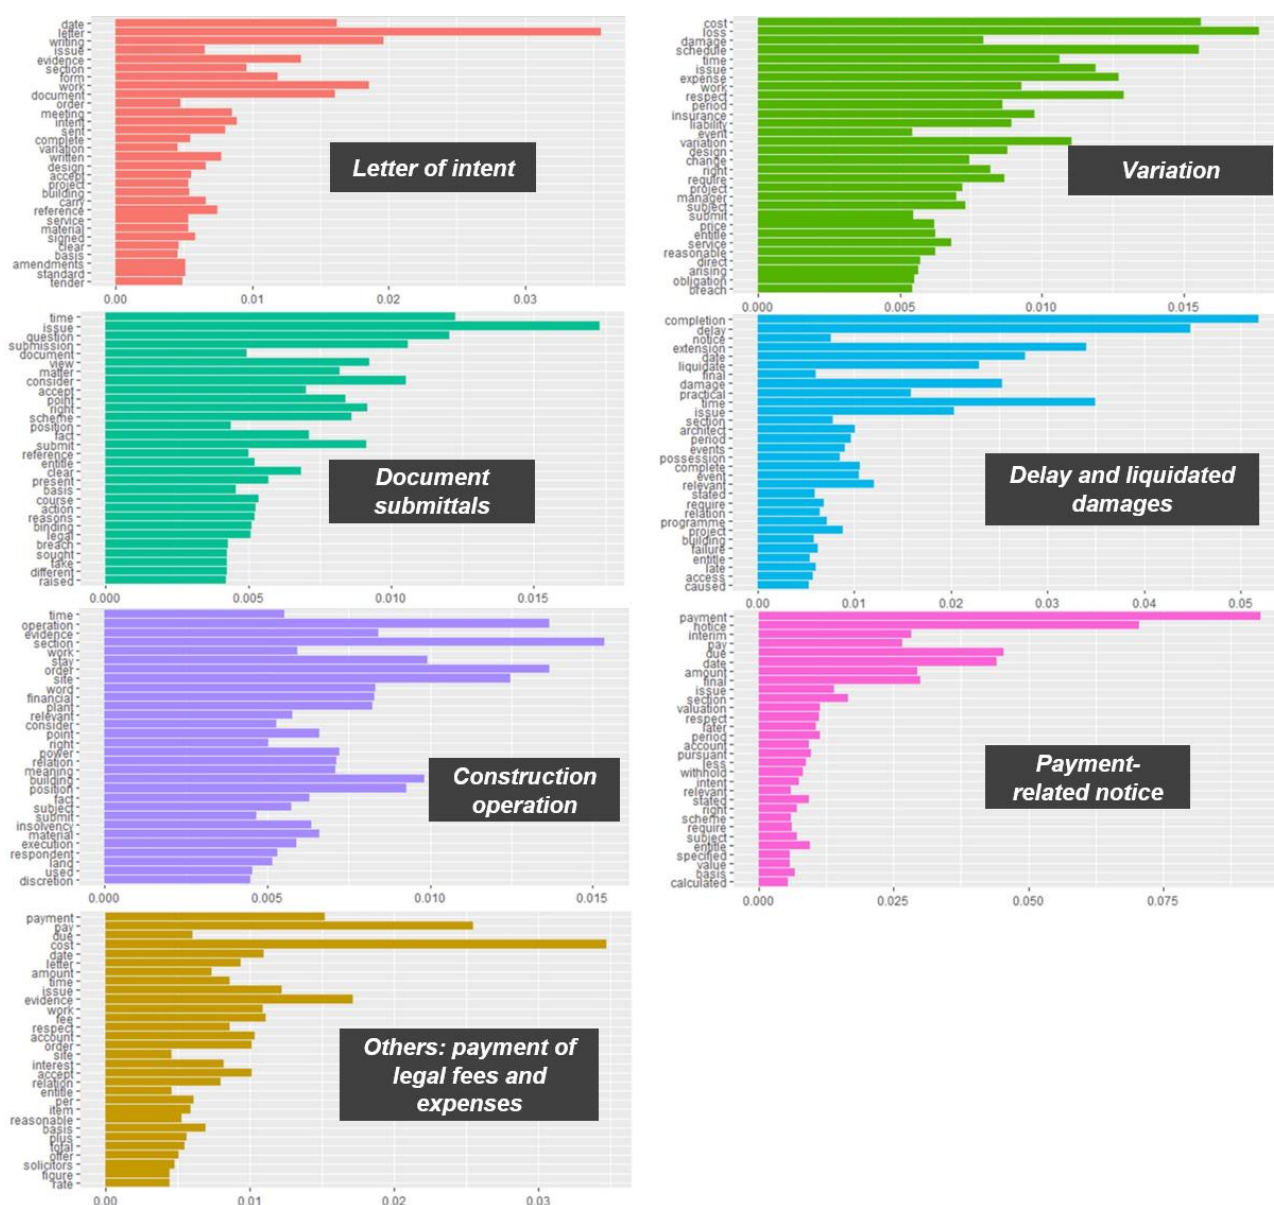 date
letter
writing
issue
evidence
section
form
work
document
order
meeting
intent
sent
complete
variation
written
design
accept
project
building
carry
reference
service
material
signed
clear
basis
amendments
standard
tender
Letter of intent
0.00 0.01 0.02 0.03
cost
loss
damage
schedule
time
issue
expense
work
respect
period
insurance
liability
event
variation
design
change
right
require
project
manager
subject
submit
price
entitle
service
reasonable
direct
arising
obligation
breach
Variation
0.000 0.005 0.010 0.015
time
issue
question
submission
document
view
matter
consider
accept
point
right
scheme
position
fact
submit
reference
entitle
clear
present
basis
course
action
reasons
binding
legal
breach
sought
take
different
raised
Document
submittals
0.000 0.005 0.010 0.015
completion
delay
notice
extension
date
liquidate
final
damage
practical
time
issue
section
architect
period
events
possession
complete
event
relevant
stated
require
relation
programme
project
building
failure
entitle
late
access
caused
Delay and liquidated
damages
0.00 0.01 0.02 0.03 0.04 0.05
time
operation
evidence
section
work
stay
order
site
word
financial
plant
relevant
consider
point
right
power
relation
meaning
building
position
fact
subject
submit
insolvency
material
execution
respondent
land
used
discretion
Construction
operation
0.000 0.005 0.010 0.015
payment
notice
interim
pay
due
date
amount
final
issue
section
valuation
respect
later
period
account
pursuant
less
withhold
intent
relevant
stated
right
scheme
require
subject
entitle
specified
value
basis
calculated
Payment-
related notice
0.000 0.025 0.050 0.075
payment
pay
due
cost
date
letter
amount
time
issue
evidence
work
fee
respect
account
order
site
interest
accept
relation
entitle
per
item
reasonable
basis
plus
total
offer
solicitors
figure
rate
Others: payment of
legal fees and
expenses
0.00 0.01 0.02 0.03